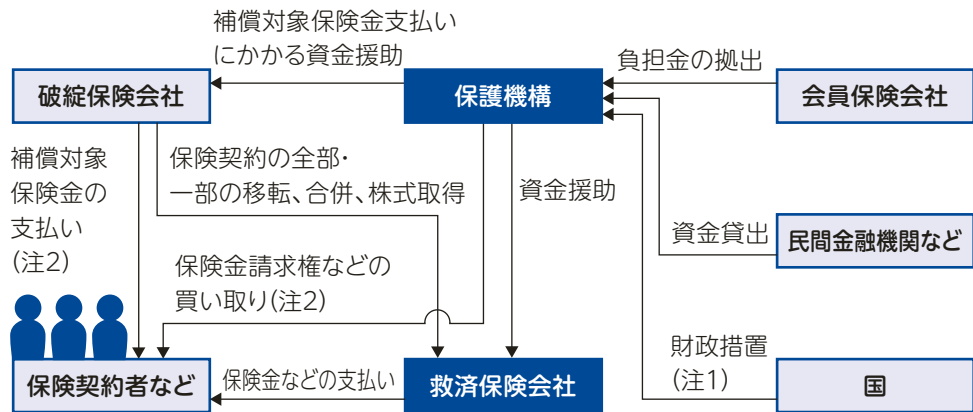 補償対象保険金支払い
にかかる資金援助
負担金の拠出
破綻保険会社
保護機構
会員保険会社
補償対象
保険金の
支払い
(注2)
保険契約の全部・
一部の移転、合併、株式取得
資金援助
資金貸出
民間金融機関など
保険金請求権などの
買い取り(注2)
財政措置
(注1)
保険契約者など
保険金などの支払い
救済保険会社
国